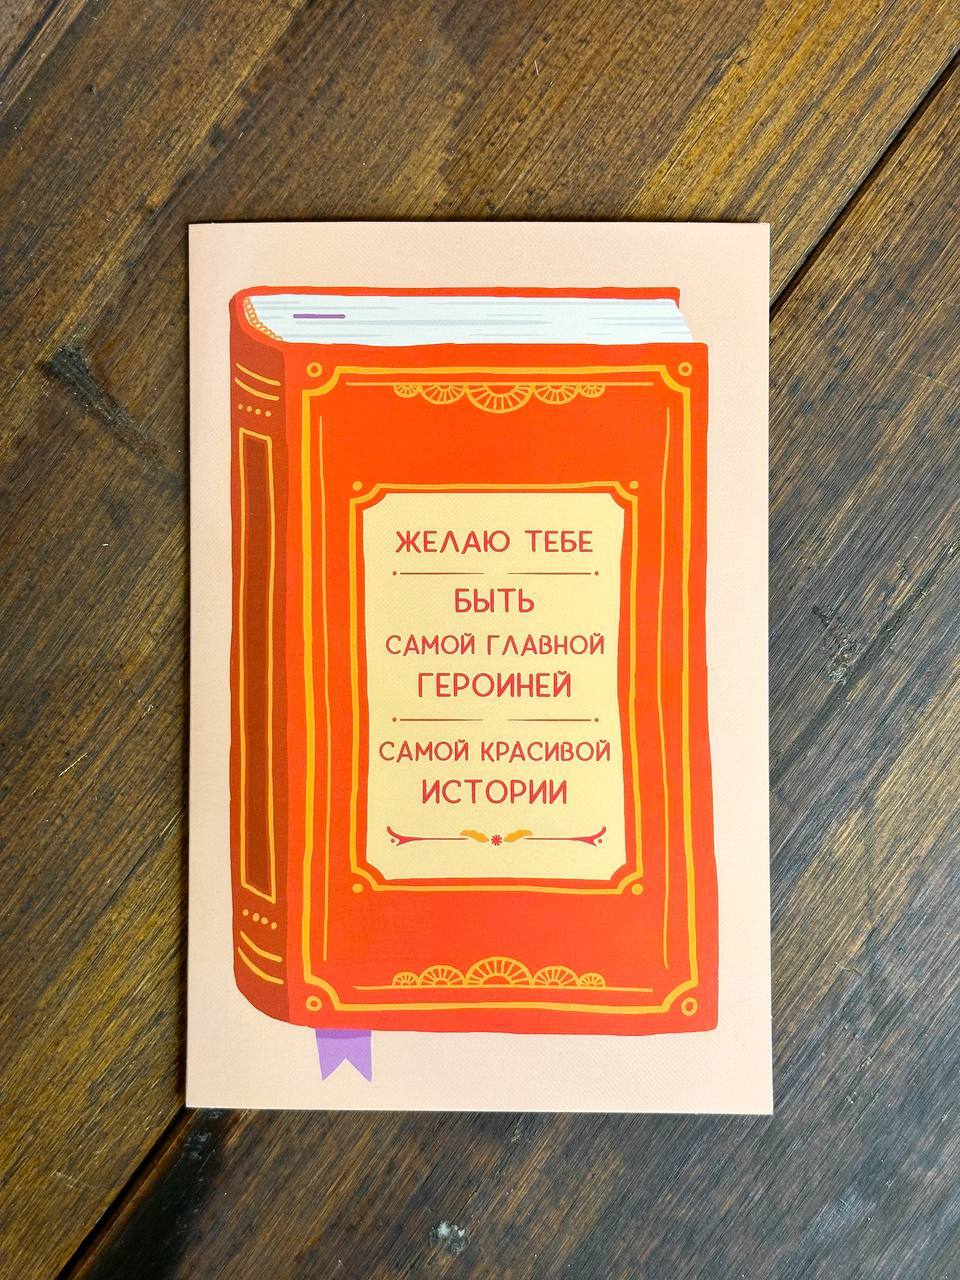 ЖЕЛАЮ ТЕБЕ
БЫТЬ
САМОЙ ГЛАВНОЙ
ГЕРОИНЕЙ
САМОЙ КРАСИВОЙ
ИСТОРИИ